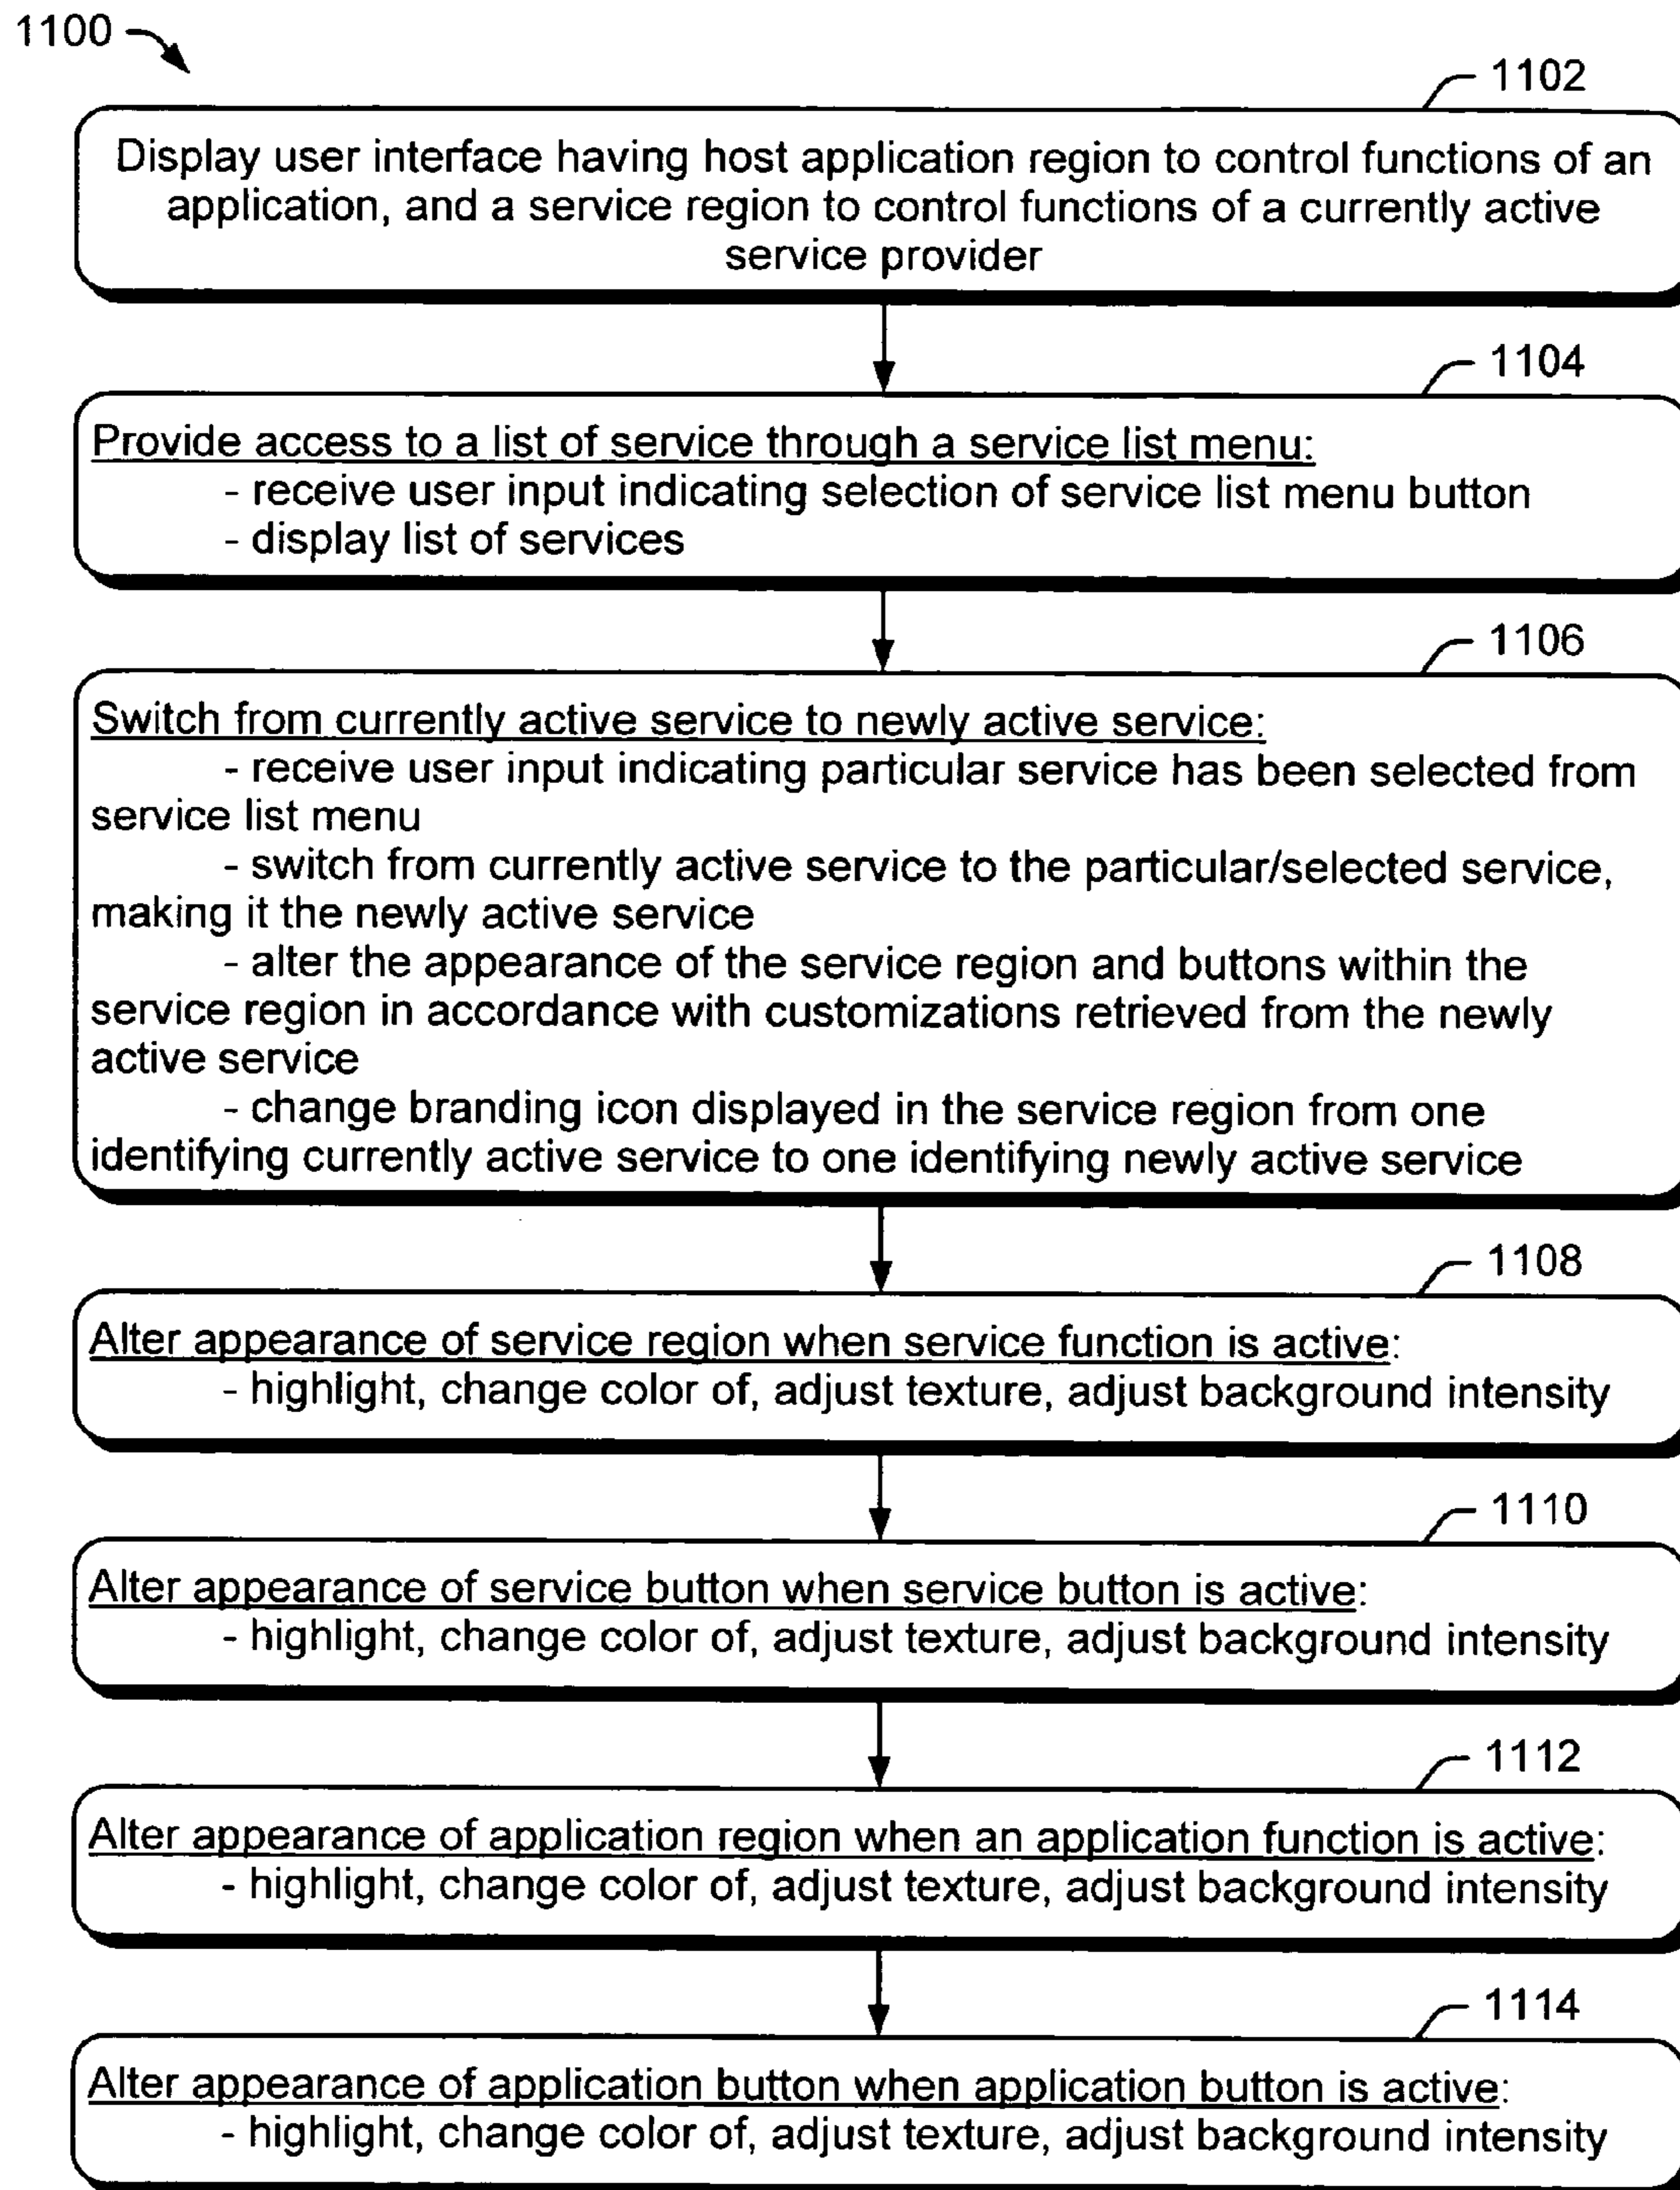 1100
1102
Display user interface having host application region to control functions of an
application, and a service region to control functions of a currently active
service provider
1104
Provide access to a list of service through a service list menu:
- receive user input indicating selection of service list menu button
- display list of services
1106
Switch from currently active service to newly active service:
- receive user input indicating particular service has been selected from
service list menu
- switch from currently active service to the particular/selected service,
making it the newly active service
- alter the appearance of the service region and buttons within the
service region in accordance with customizations retrieved from the newly
active service
- change branding icon displayed in the service region from one
identifying currently active service to one identifying newly active service
1108
Alter appearance of service region when service function is active:
- highlight, change color of, adjust texture, adjust background intensity
1110
Alter appearance of service button when service button is active:
- highlight, change color of, adjust texture, adjust background intensity
1112
Alter appearance of application region when an application function is active:
- highlight, change color of, adjust texture, adjust background intensity
1114
Alter appearance of application button when application button is active:
- highlight, change color of, adjust texture, adjust background intensity